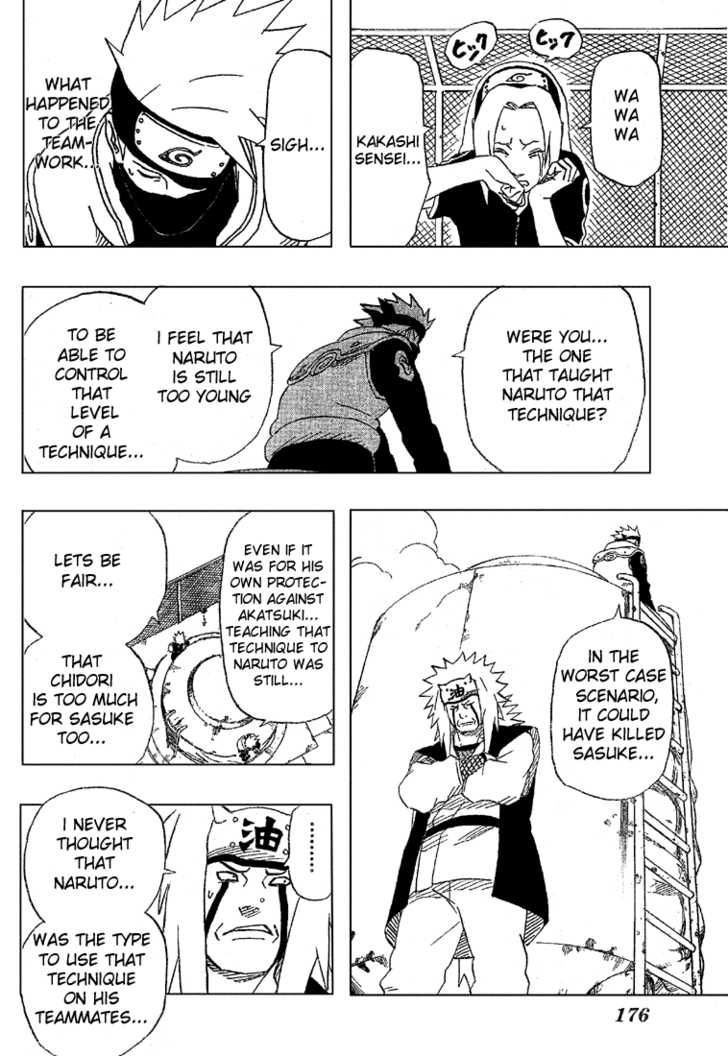 WA
WA
WA
ヒック
ヒック
KAKASHI
SENSEI...
SIGH...
WHAT
HAPPENED
TO THE
TEAM-
WORK...
WERE YOU...
THE ONE
THAT TAUGHT
NARUTO THAT
TECHNIQUE?
I FEEL THAT
NARUTO
IS STILL
TOO YOUNG
TO BE
ABLE TO
CONTROL
THAT
LEVEL
OF A
TECHNIQUE...
IN THE
WORST CASE
SCENARIO,
IT COULD
HAVE KILLED
SASUKE...
油
EVEN IF IT
WAS FOR HIS
OWN PROTEC-
TION AGAINST
AKATSUKI...
TEACHING THAT
TECHNIQUE TO
NARUTO WAS
STILL...
LETS BE
FAIR...
THAT
CHIDORI
IS TOO MUCH
FOR SASUKE
TOO...
.........
油
I NEVER
THOUGHT
THAT
NARUTO...
WAS THE TYPE
TO USE THAT
TECHNIQUE
ON HIS
TEAMMATES...
176